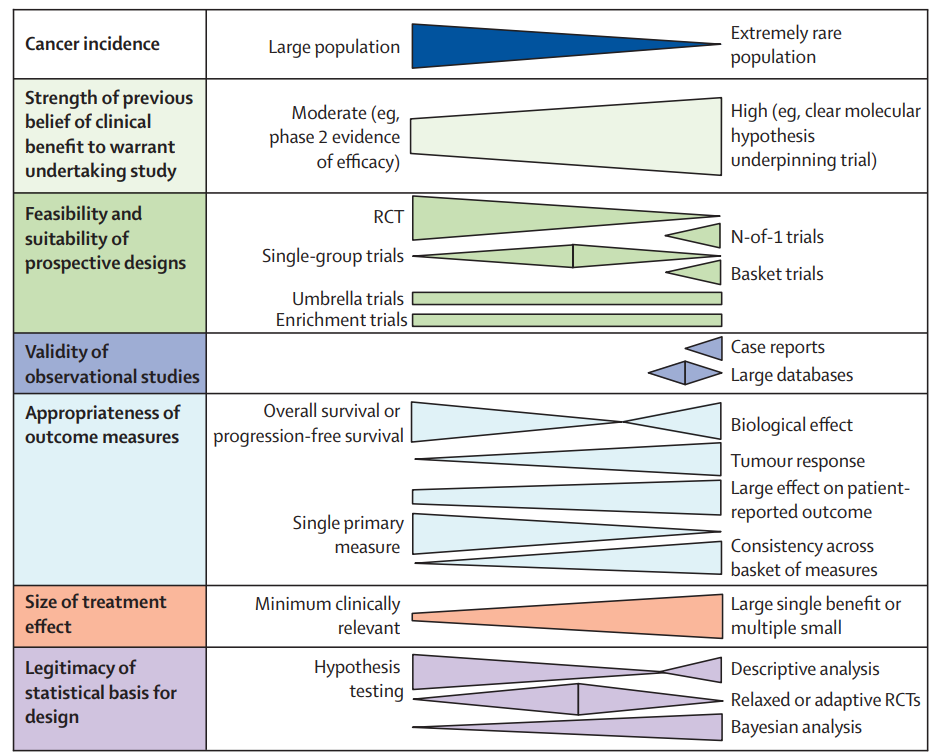 Cancer incidence
Large population
Extremely rare
population
Strength of previous
belief of clinical
benefit to warrant
undertaking study
Moderate (eg,
phase 2 evidence
of efficacy)
High (eg, clear molecular
hypothesis
underpinning trial)
Feasibility and
suitability of
prospective designs
RCT
N-of-1 trials
Single-group trials
Basket trials
Umbrella trials
Enrichment trials
Validity of
observational studies
Case reports
Large databases
Appropriateness of
outcome measures
Overall survival or
progression-free survival
Biological effect
Tumour response
Large effect on patient-
reported outcome
Single primary
measure
Consistency across
basket of measures
Size of treatment
effect
Minimum clinically
relevant
Large single benefit or
multiple small
Legitimacy of
statistical basis for
design
Hypothesis
testing
Descriptive analysis
Relaxed or adaptive RCTs
Bayesian analysis